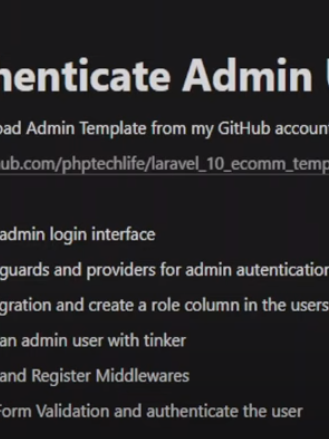 henticate Admin
oad Admin Template from my GitHub account
ub.com/phptechlife/laravel_10_ecomm_temp
admin login interface
guards and providers for admin autentication
gration and create a role column in the users
an admin user with tinker
and Register Middlewares
Form Validation and authenticate the user